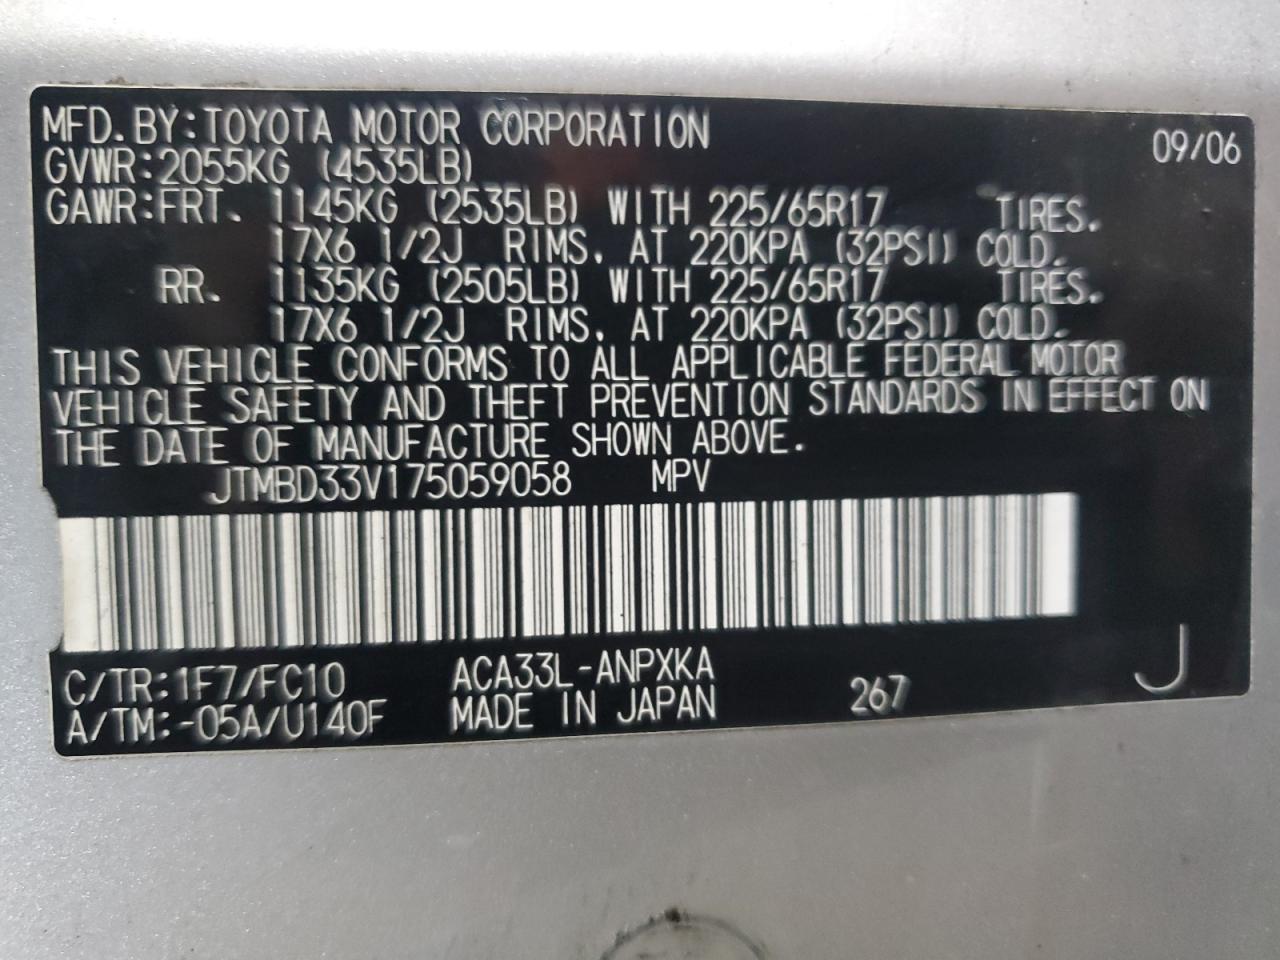 MFD. BY: TOYOTA MOTOR CORPORATION 09/06
GVWR: 2055KG (4535LB)
GAWR: FRT. 1145KG (2535LB) WITH 225/65R17 TIRES.
17X6 1/2J RIMS, AT 220KPA (32PSI) COLD.
RR. 1135KG (2505LB) WITH 225/65R17 TIRES.
17X6 1/2J RIMS, AT 220KPA (32PSI) COLD.
THIS VEHICLE CONFORMS TO ALL APPLICABLE FEDERAL MOTOR
VEHICLE SAFETY AND THEFT PREVENTION STANDARDS IN EFFECT ON
THE DATE OF MANUFACTURE SHOWN ABOVE.
JTMBD33V175059058 MPV
C/TR: 1F7/FC10 ACA33L-ANPXKA
A/TM: -05A/U140F MADE IN JAPAN 267 J